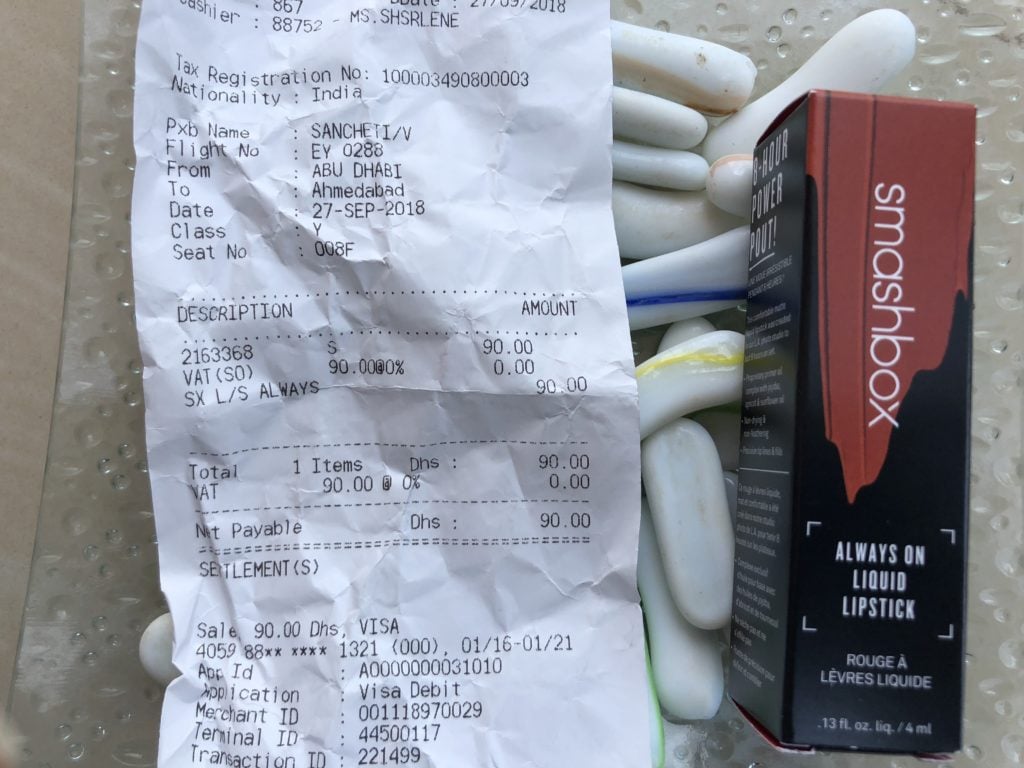 : 867
27/09/2018
Cashier : 88752 - MS.SHSRLENE
Tax Registration No: 100003490800003
Nationality : India
Pxb Name : SANCHETI/V
Flight No : EY 0288
From : ABU DHABI
To : Ahmedabad
Date : 27-SEP-2018
Class : Y
Seat No : 008F
DESCRIPTION AMOUNT
2163368 S 90.00
VAT(SO) 90.00@0% 0.00
SX L/S ALWAYS 90.00
Total 1 Items Dhs : 90.00
VAT 90.00 @ 0% 0.00
Net Payable Dhs : 90.00
SETTLEMENT(S)
Sale 90.00 Dhs, VISA
4059 88** **** 1321 (000), 01/16-01/21
App Id : A0000000031010
Application : Visa Debit
Merchant ID : 001118970029
Terminal ID : 44500117
Transaction ID : 221499
8-HOUR
POWER
POUT!
smashbox
ALWAYS ON
LIQUID
LIPSTICK
ROUGE À
LÈVRES LIQUIDE
.13 fl. oz. liq. / 4 ml